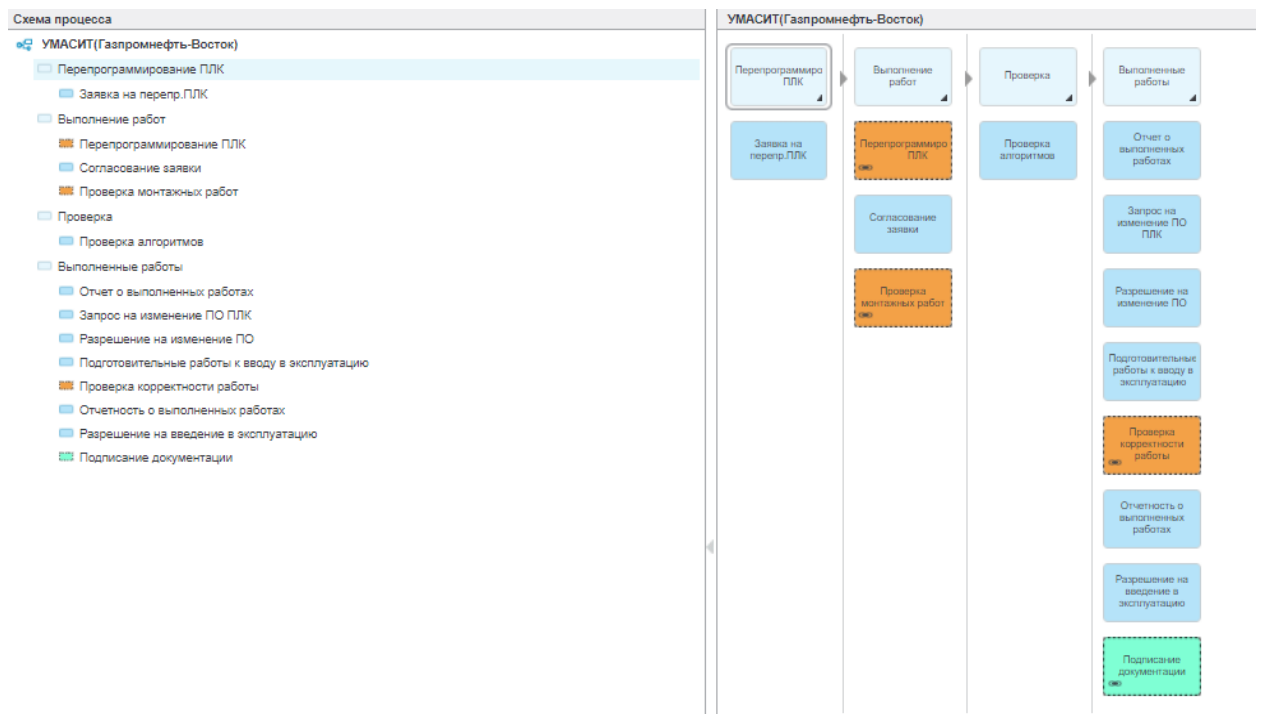 Схема процесса
УМАСИТ(Газпромнефть-Восток)
Перепрограммирование ПЛК
Заявка на перепр.ПЛК
Выполнение работ
Перепрограммирование ПЛК
Согласование заявки
Проверка монтажных работ
Проверка
Проверка алгоритмов
Выполненные работы
Отчет о выполненных работах
Запрос на изменение ПО ПЛК
Разрешение на изменение ПО
Подготовительные работы к вводу в эксплуатацию
Проверка корректности работы
Отчетность о выполненных работах
Разрешение на введение в эксплуатацию
Подписание документации
УМАСИТ(Газпромнефть-Восток)
Перепрограммиро
ПЛК
Заявка на
перепр.ПЛК
Выполнение
работ
Перепрограммиро
ПЛК
Согласование
заявки
Проверка
монтажных работ
Проверка
Проверка
алгоритмов
Выполненные
работы
Отчет о
выполненных
работах
Запрос на
изменение ПО
ПЛК
Разрешение на
изменение ПО
Подготовительные
работы к вводу в
эксплуатацию
Проверка
корректности
работы
Отчетность о
выполненных
работах
Разрешение на
введение в
эксплуатацию
Подписание
документации